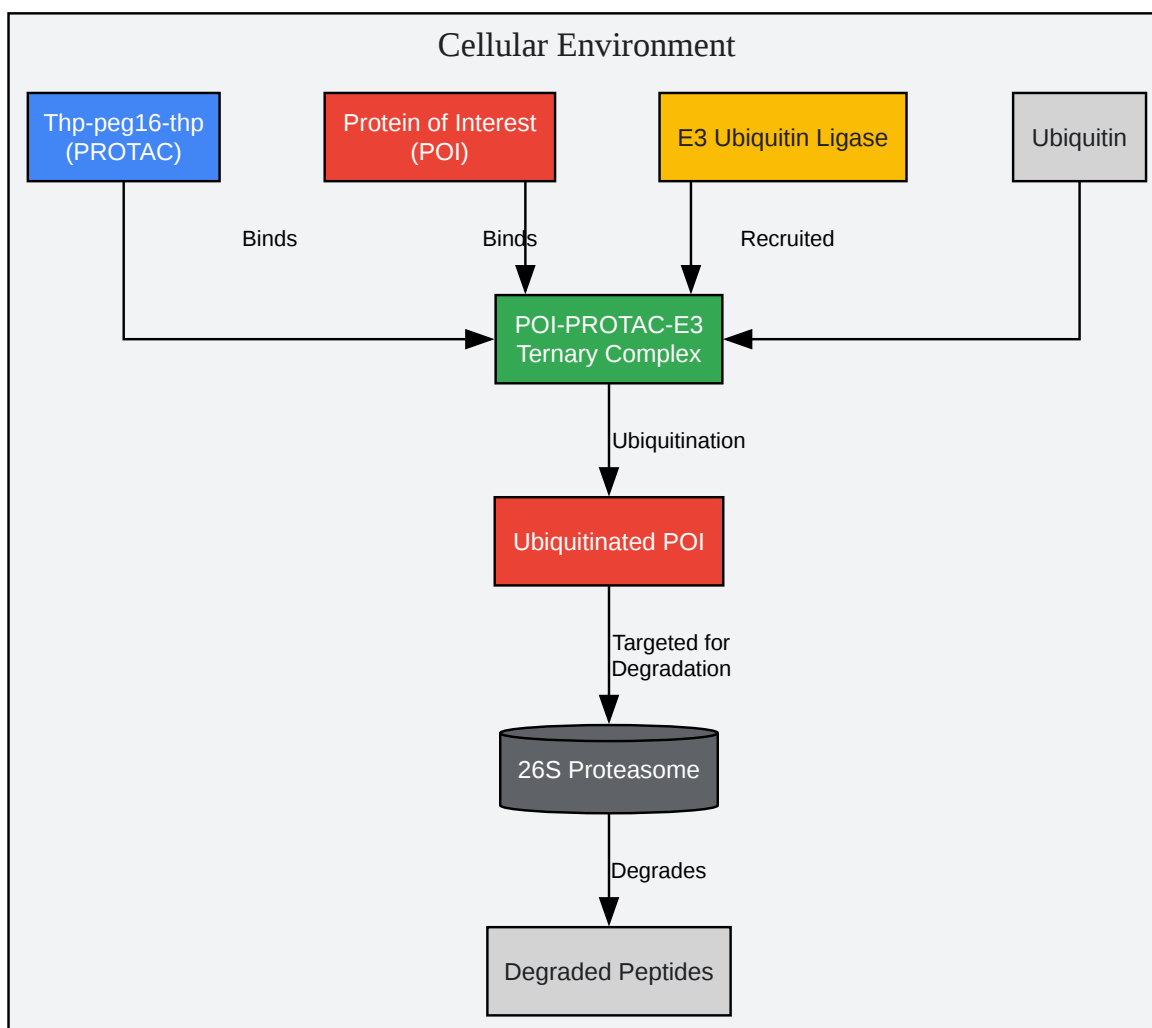 Cellular Environment
Thp-peg16-thp
(PROTAC)
Protein of Interest
(POI)
E3 Ubiquitin Ligase
Ubiquitin
Binds
Binds
Recruited
POI-PROTAC-E3
Ternary Complex
Ubiquitination
Ubiquitinated POI
Targeted for
Degradation
26S Proteasome
Degrades
Degraded Peptides